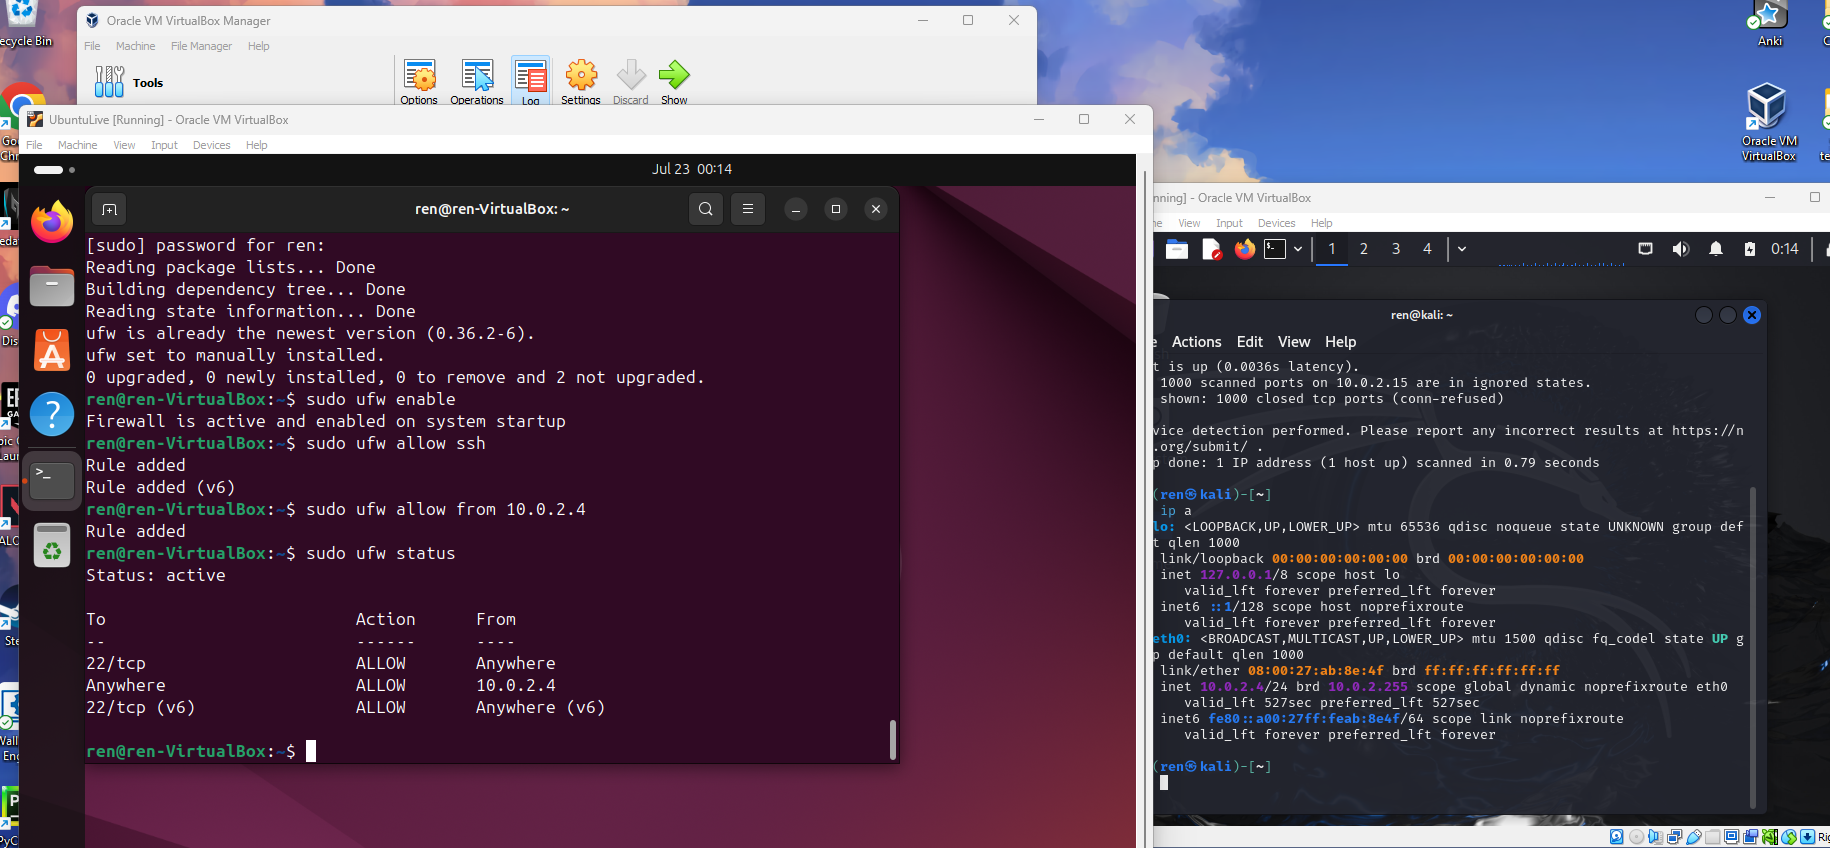 Oracle VM VirtualBox Manager
File Machine File Manager Help
Tools
Options Operations Log Settings Discard Show
ecycle Bin
Anki
Oracle VM
VirtualBox
UbuntuLive [Running] - Oracle VM VirtualBox
File Machine View Input Devices Help
Jul 23 00:14
ren@ren-VirtualBox: ~
[sudo] password for ren:
Reading package lists... Done
Building dependency tree... Done
Reading state information... Done
ufw is already the newest version (0.36.2-6).
ufw set to manually installed.
0 upgraded, 0 newly installed, 0 to remove and 2 not upgraded.
ren@ren-VirtualBox:~$ sudo ufw enable
Firewall is active and enabled on system startup
ren@ren-VirtualBox:~$ sudo ufw allow ssh
Rule added
Rule added (v6)
ren@ren-VirtualBox:~$ sudo ufw allow from 10.0.2.4
Rule added
ren@ren-VirtualBox:~$ sudo ufw status
Status: active
To Action From
-- ------ ----
22/tcp ALLOW Anywhere
Anywhere ALLOW 10.0.2.4
22/tcp (v6) ALLOW Anywhere (v6)
ren@ren-VirtualBox:~$
nning] - Oracle VM VirtualBox
ne View Input Devices Help
1 2 3 4
0:14
ren@kali: ~
e Actions Edit View Help
t is up (0.0036s latency).
1000 scanned ports on 10.0.2.15 are in ignored states.
shown: 1000 closed tcp ports (conn-refused)
vice detection performed. Please report any incorrect results at https://n
.org/submit/ .
p done: 1 IP address (1 host up) scanned in 0.79 seconds
(ren㉿kali)-[~]
ip a
lo: <LOOPBACK,UP,LOWER_UP> mtu 65536 qdisc noqueue state UNKNOWN group def
t qlen 1000
link/loopback 00:00:00:00:00:00 brd 00:00:00:00:00:00
inet 127.0.0.1/8 scope host lo
valid_lft forever preferred_lft forever
inet6 ::1/128 scope host noprefixroute
valid_lft forever preferred_lft forever
eth0: <BROADCAST,MULTICAST,UP,LOWER_UP> mtu 1500 qdisc fq_codel state UP g
p default qlen 1000
link/ether 08:00:27:ab:8e:4f brd ff:ff:ff:ff:ff:ff
inet 10.0.2.4/24 brd 10.0.2.255 scope global dynamic noprefixroute eth0
valid_lft 527sec preferred_lft 527sec
inet6 fe80::a00:27ff:feab:8e4f/64 scope link noprefixroute
valid_lft forever preferred_lft forever
(ren㉿kali)-[~]